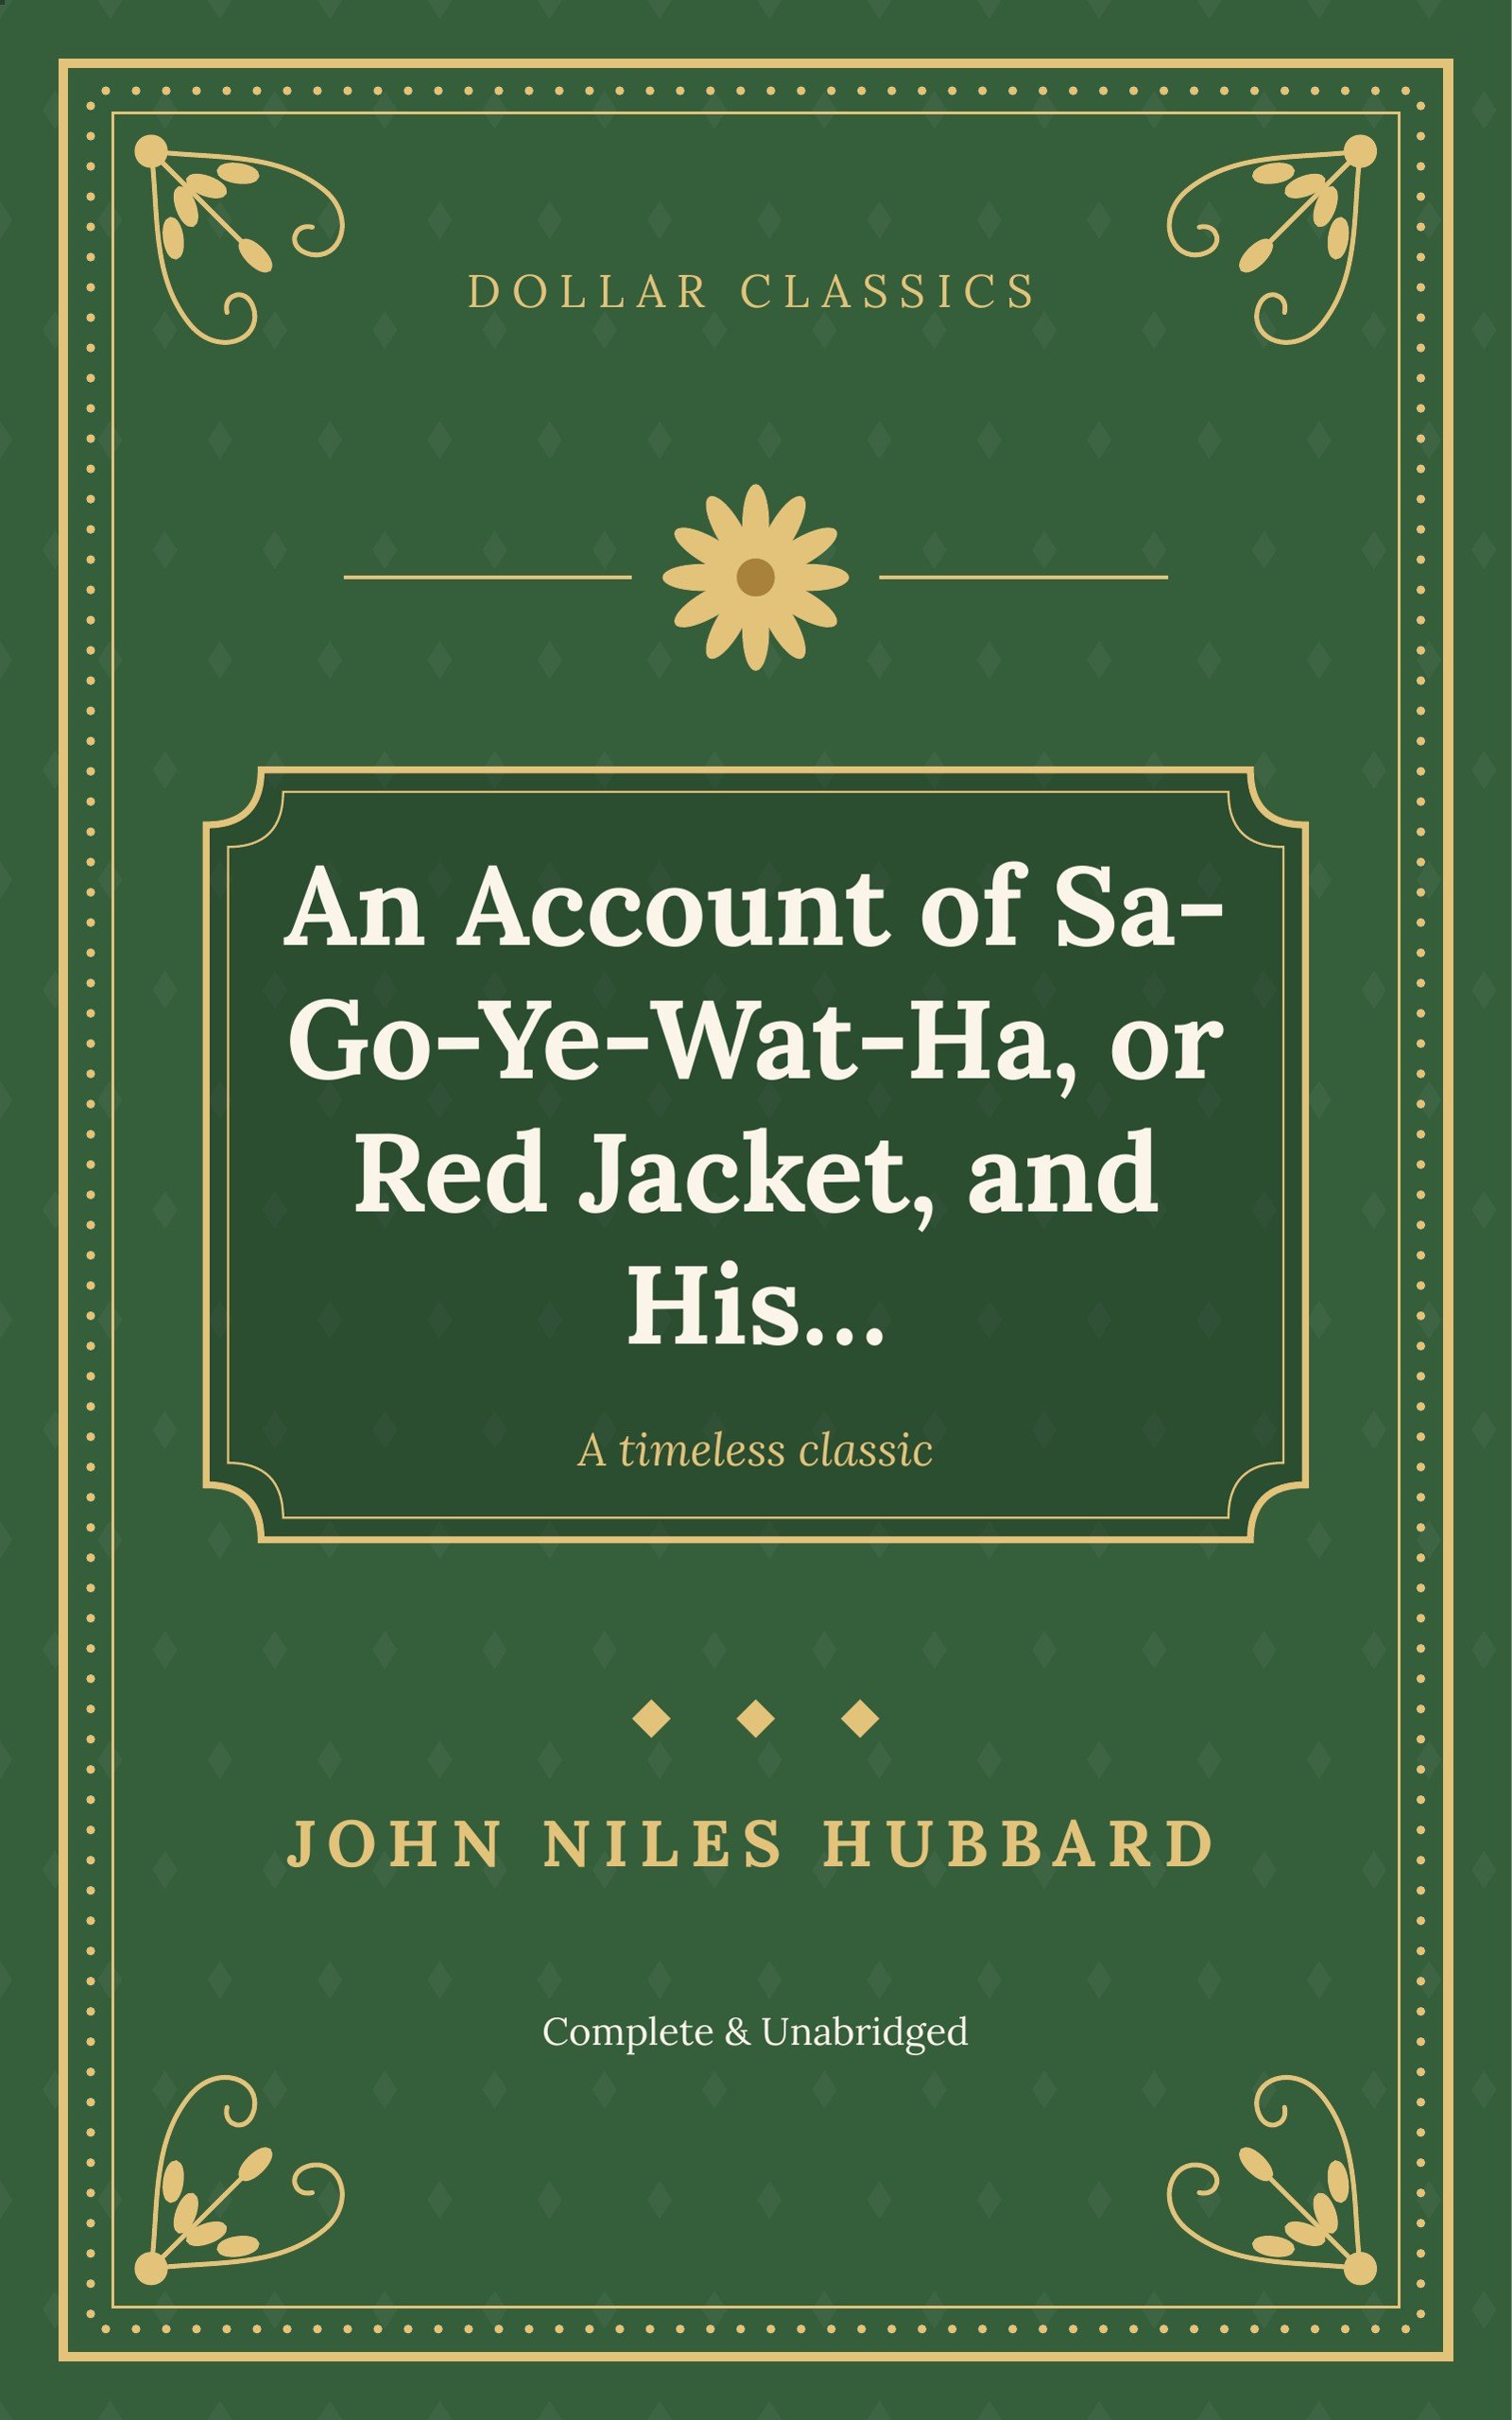 DOLLAR CLASSICS
An Account of Sa-
Go-Ye-Wat-Ha, or
Red Jacket, and
His...
A timeless classic
JOHN NILES HUBBARD
Complete & Unabridged